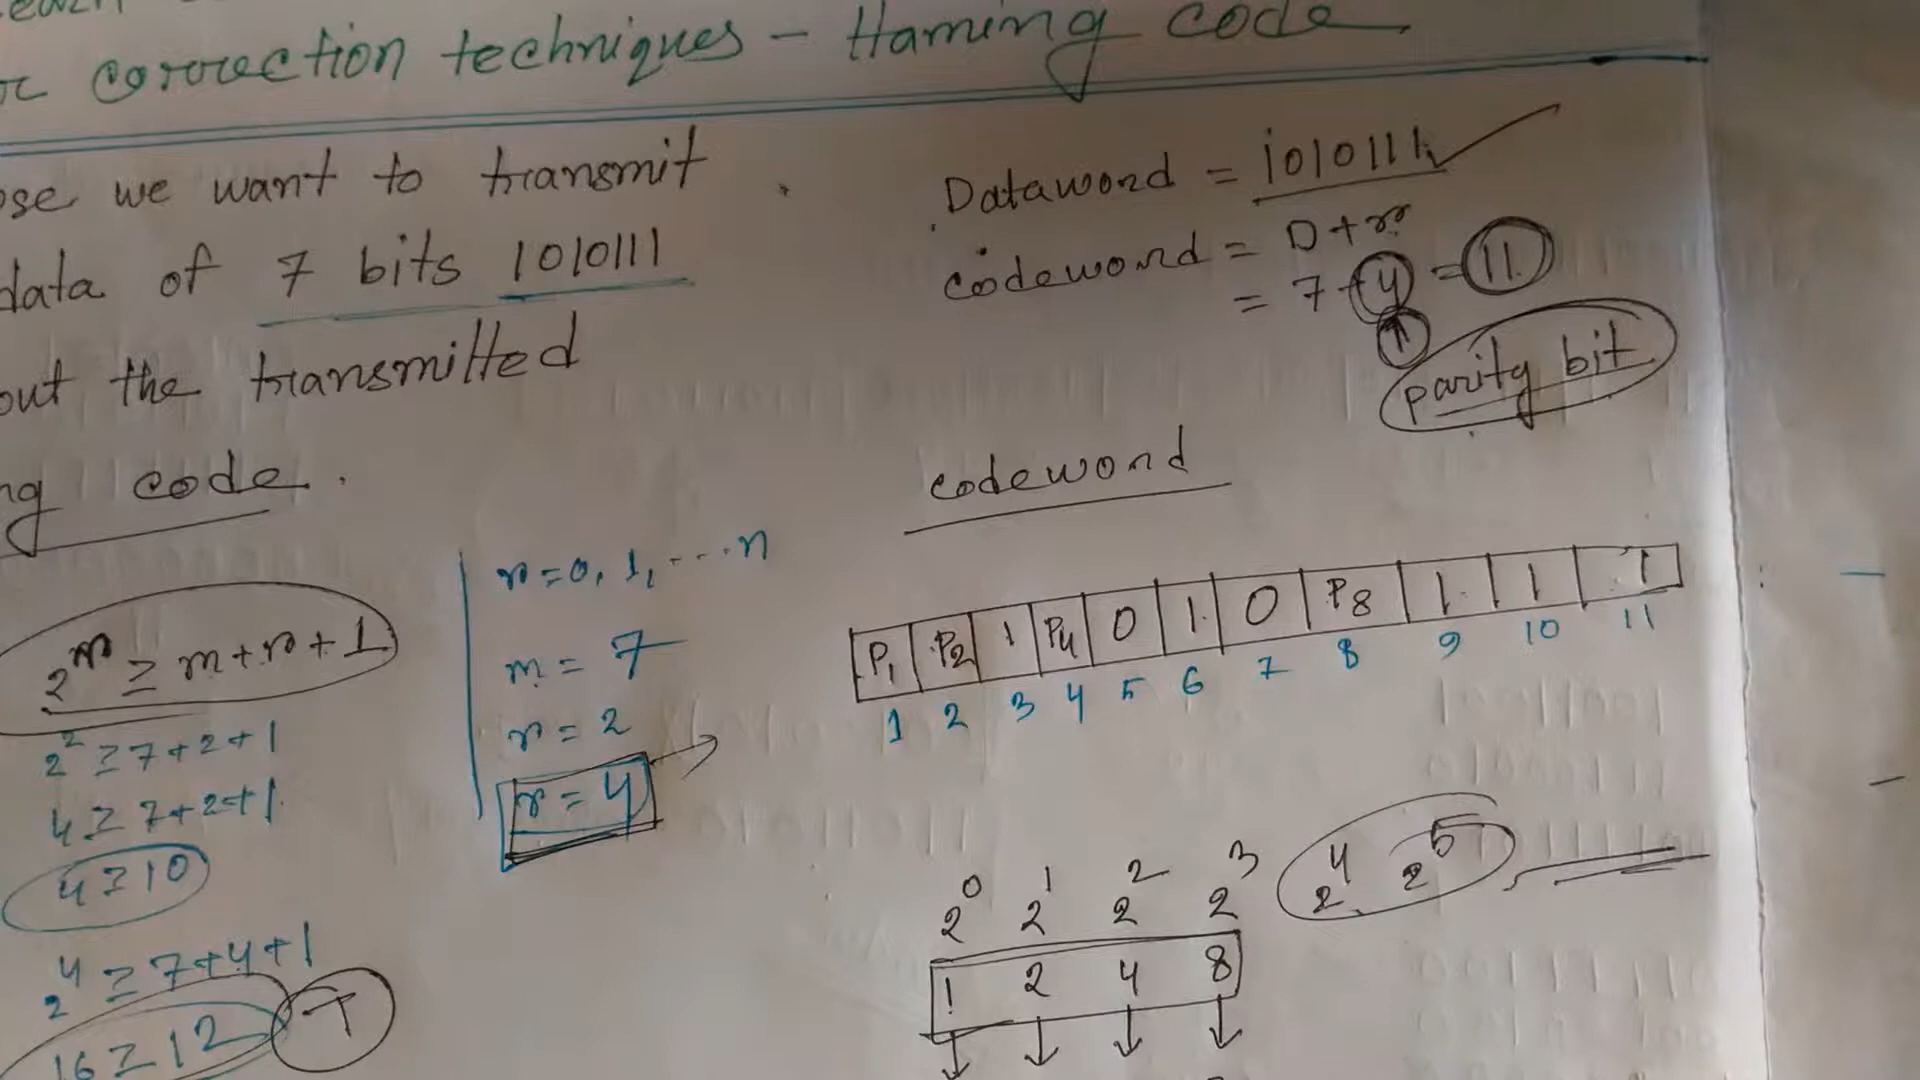 correction techniques - Haming code.
we want to transmit
data of 7 bits 1010111
out the transmitted
code.
2^r ≥ m+r+1
2^2 ≥ 7+2+1
4 ≥ 7+2+1
4 ≥ 10
2^4 ≥ 7+4+1
16 ≥ 12 T
r=0, 1, ---n
m = 7
r = 2
r = 4
Dataword = 1010111
codeword = D+r
= 7+4 = 11
parity bit
codeword
P1 P2 1 P4 0 1 0 P8 1 1 1
1 2 3 4 5 6 7 8 9 10 11
2^0 2^1 2^2 2^3 2^4 2^5
1 2 4 8